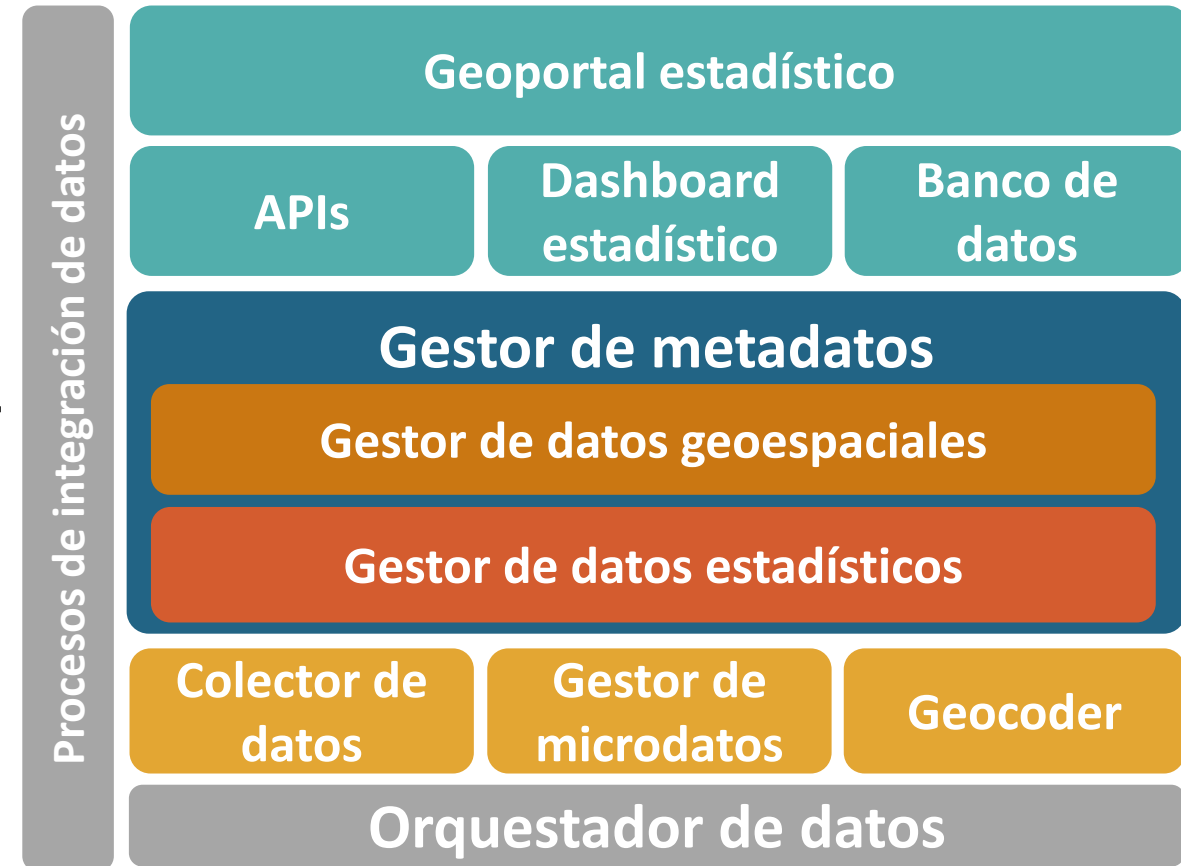 Procesos de integración de datos
Geoportal estadístico
APIs
Dashboard
estadístico
Banco de
datos
Gestor de metadatos
Gestor de datos geoespaciales
Gestor de datos estadísticos
Colector de
datos
Gestor de
microdatos
Geocoder
Orquestador de datos